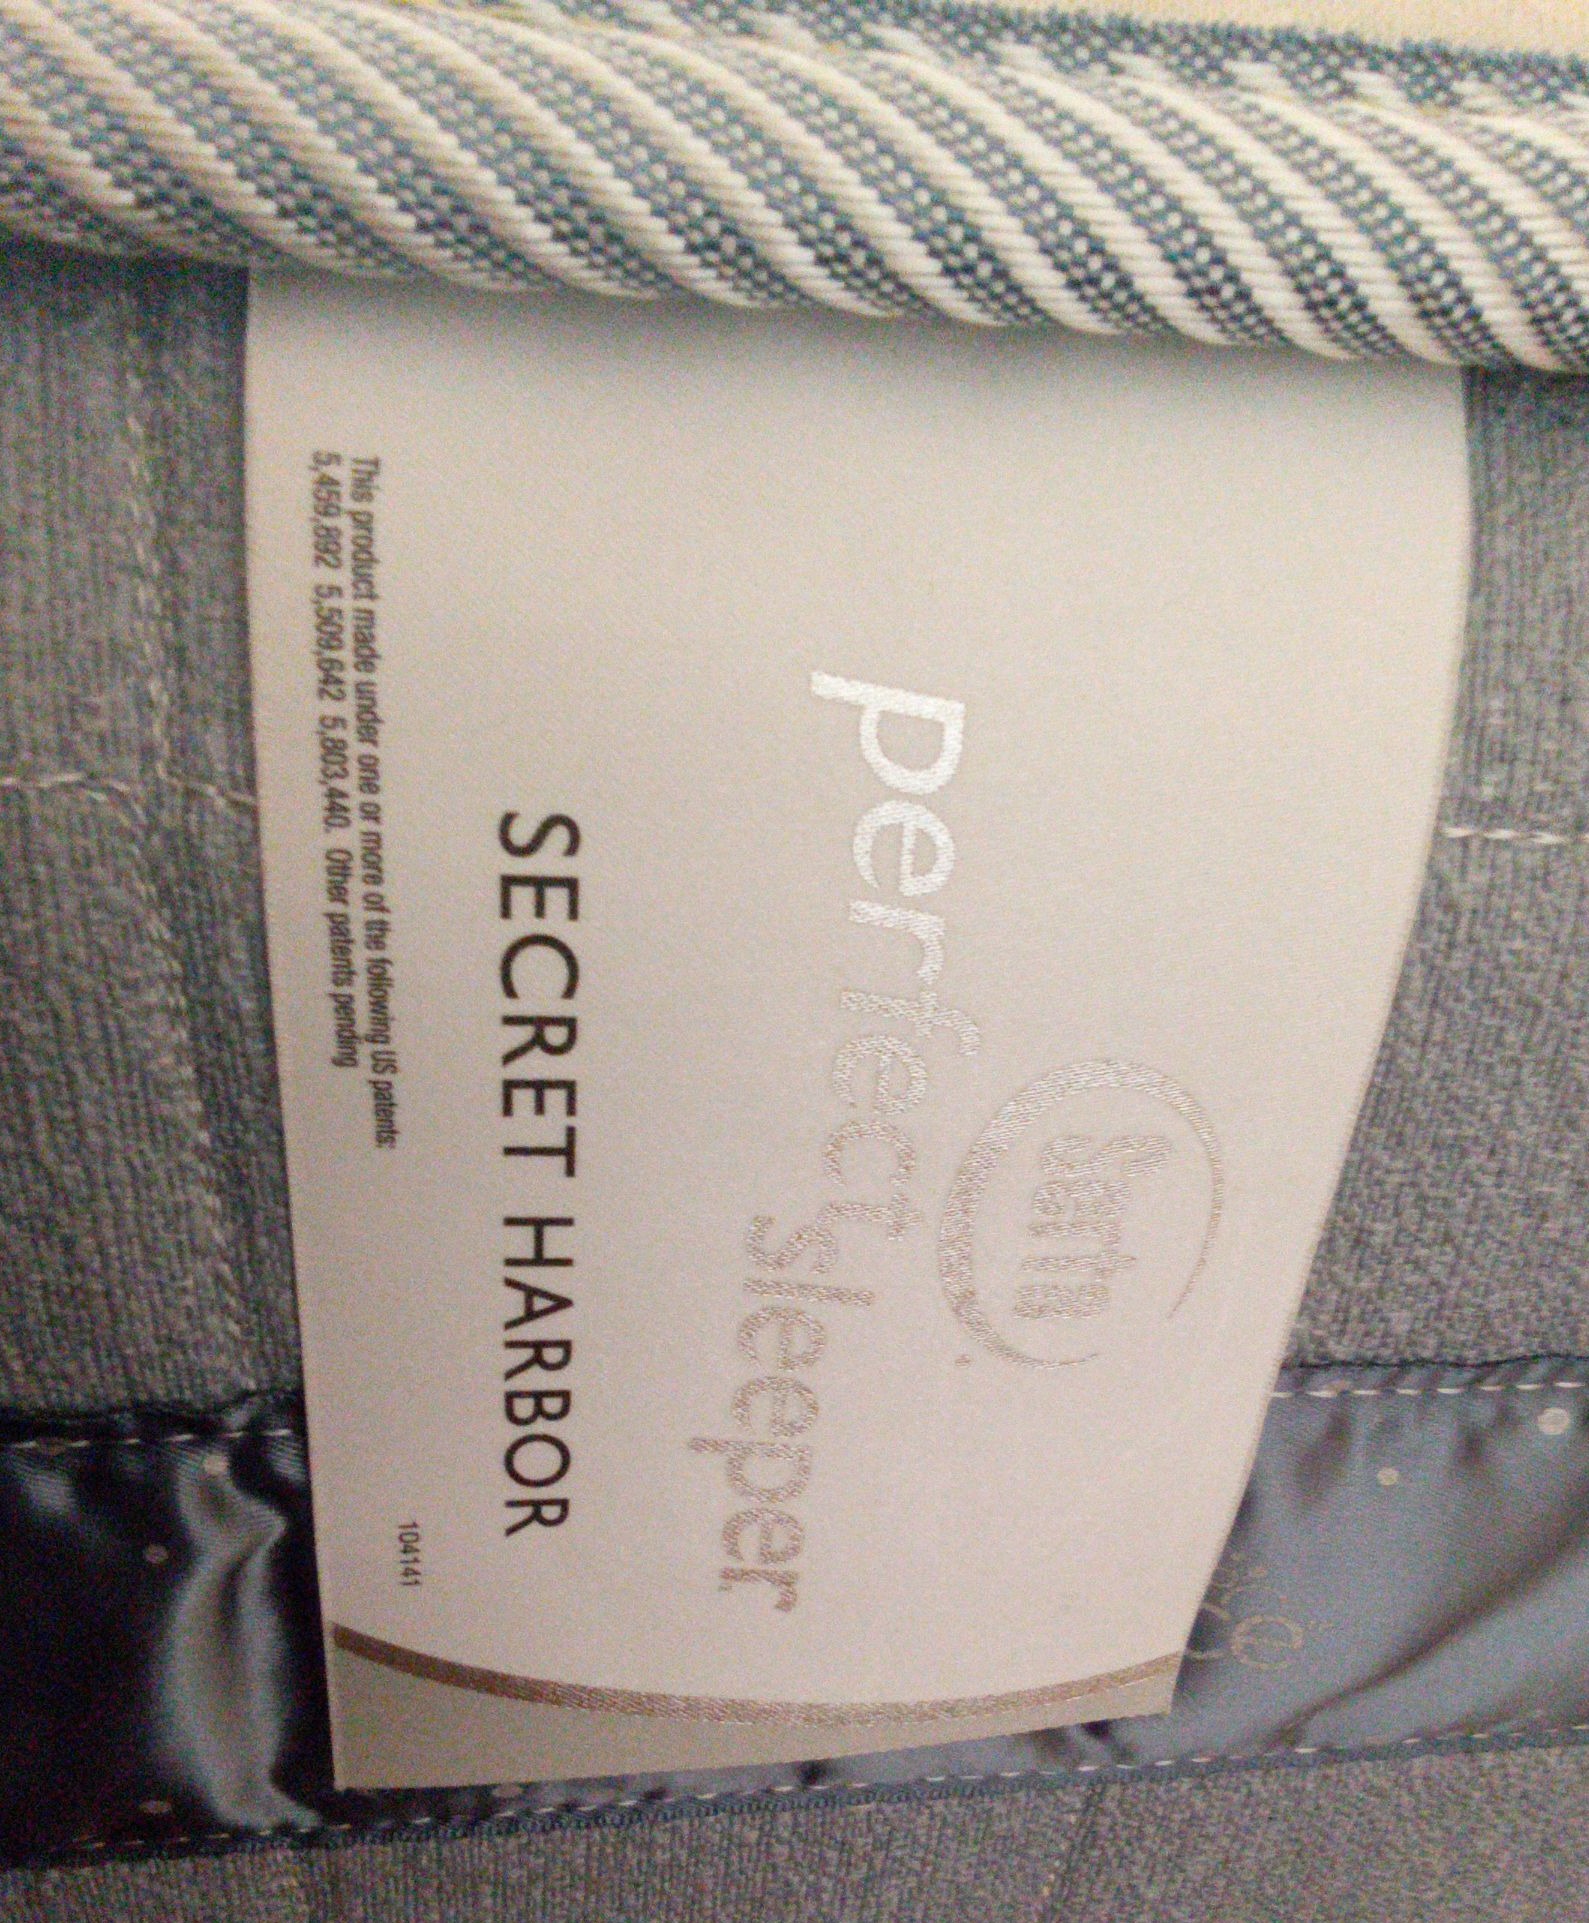 Serta
perfect sleeper™
SECRET HARBOR
104141
This product made under one or more of the following US patents:
5,459,892 5,509,642 5,803,440. Other patents pending